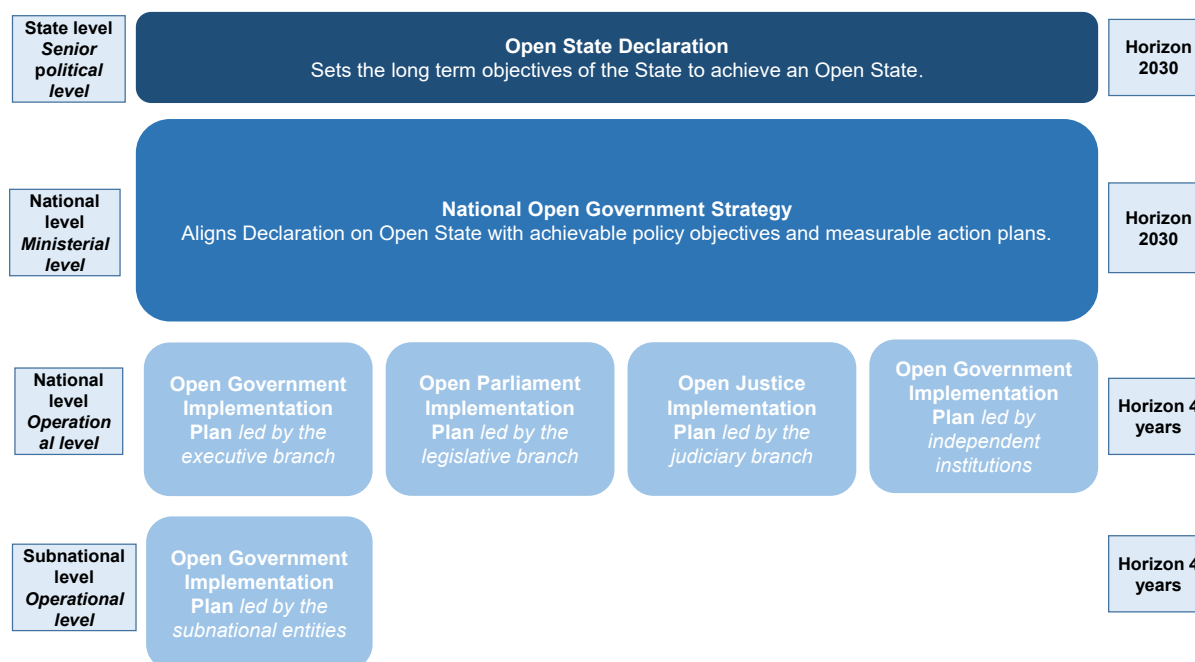 State level
Senior
political
level
Open State Declaration
Sets the long term objectives of the State to achieve an Open State.
Horizon
2030
National
level
Ministerial
level
National Open Government Strategy
Aligns Declaration on Open State with achievable policy objectives and measurable action plans.
Horizon
2030
National
level
Operation
al level
Open Government
Implementation
Plan led by the
executive branch
Open Parliament
Implementation
Plan led by the
legislative branch
Open Justice
Implementation
Plan led by the
judiciary branch
Open Government
Implementation
Plan led by
independent
institutions
Horizon 4
years
Subnational
level
Operational
level
Open Government
Implementation
Plan led by the
subnational entities
Horizon 4
years